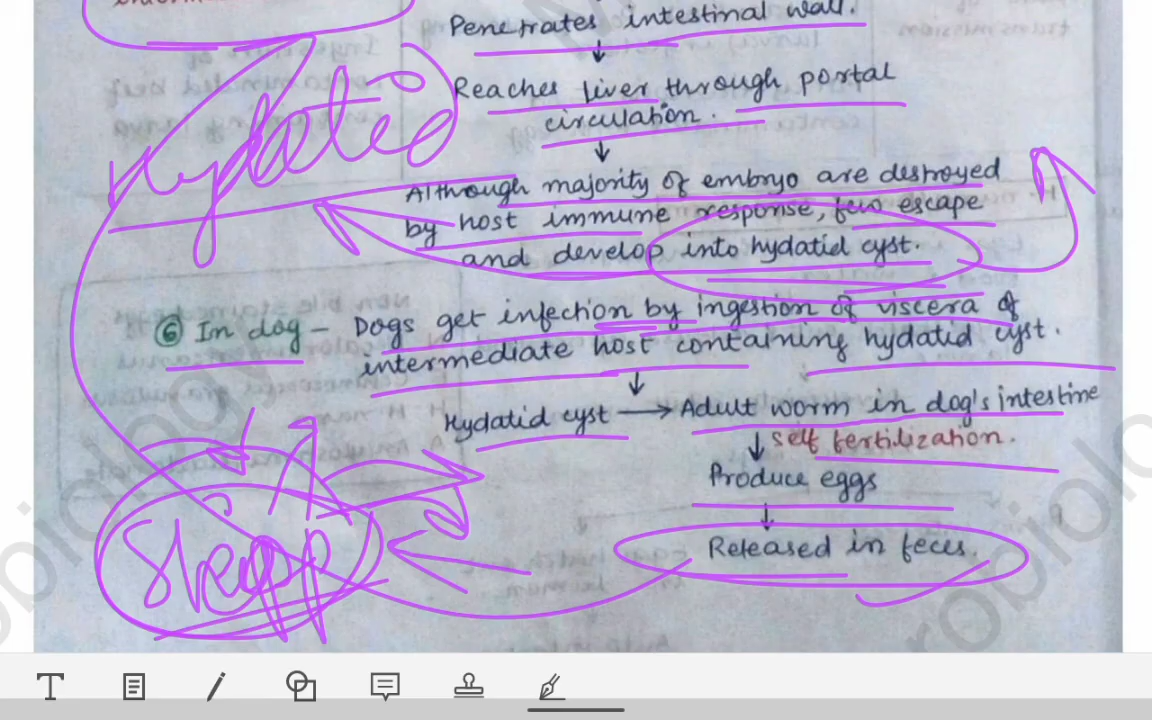 Penetrates intestinal wall.
↓
Reaches liver through portal
circulation.
↓
Hydatid
Although majority of embryo are destroyed
by host immune response, few escape
and develop into hydatid cyst.
⑥ In dog – Dogs get infection by ingestion of viscera of
intermediate host containing hydatid cyst.
↓
Hydatid cyst → Adult worm in dog's intestine
↓ self fertilization.
Produce eggs
↓
Released in feces.